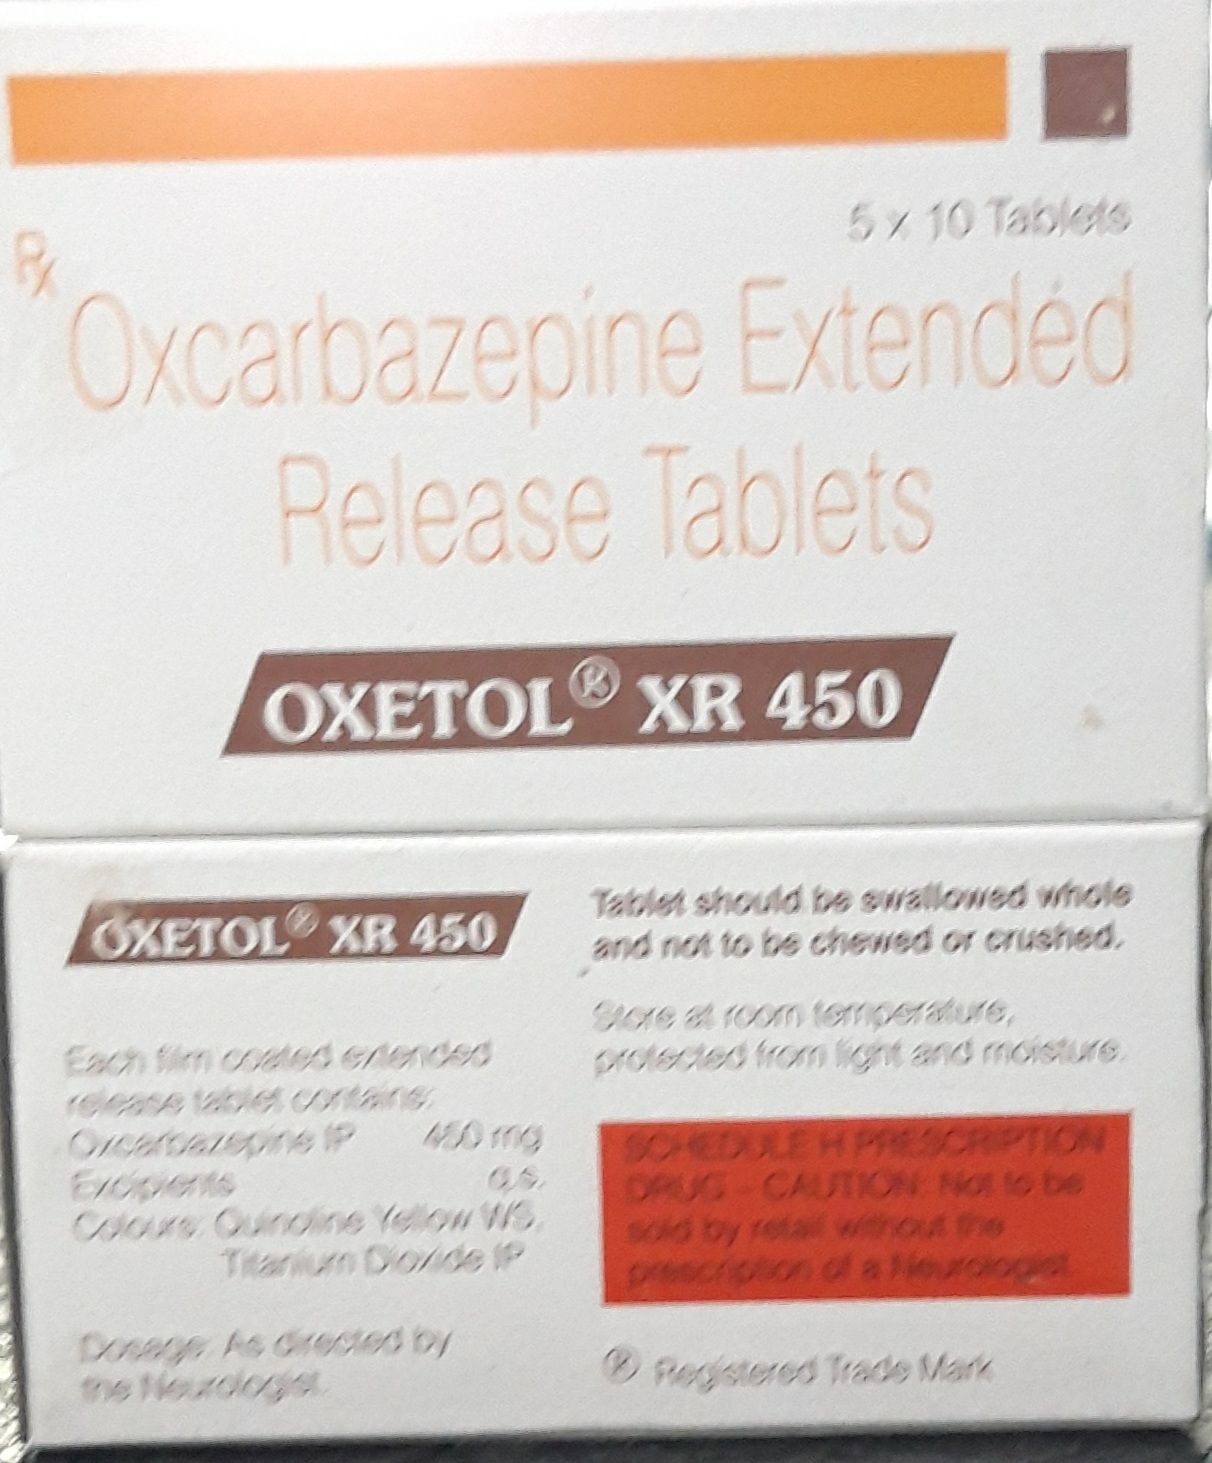 5 x 10 Tablets
Rx
Oxcarbazepine Extended
Release Tablets
OXETOL® XR 450
OXETOL® XR 450
Each film coated extended
release tablet contains:
Oxcarbazepine IP 450 mg
Excipients q.s.
Colours: Quinoline Yellow WS,
Titanium Dioxide IP
Dosage: As directed by
the Neurologist.
Tablet should be swallowed whole
and not to be chewed or crushed.
Store at room temperature,
protected from light and moisture.
SCHEDULE H PRESCRIPTION
DRUG - CAUTION: Not to be
sold by retail without the
prescription of a Neurologist.
® Registered Trade Mark